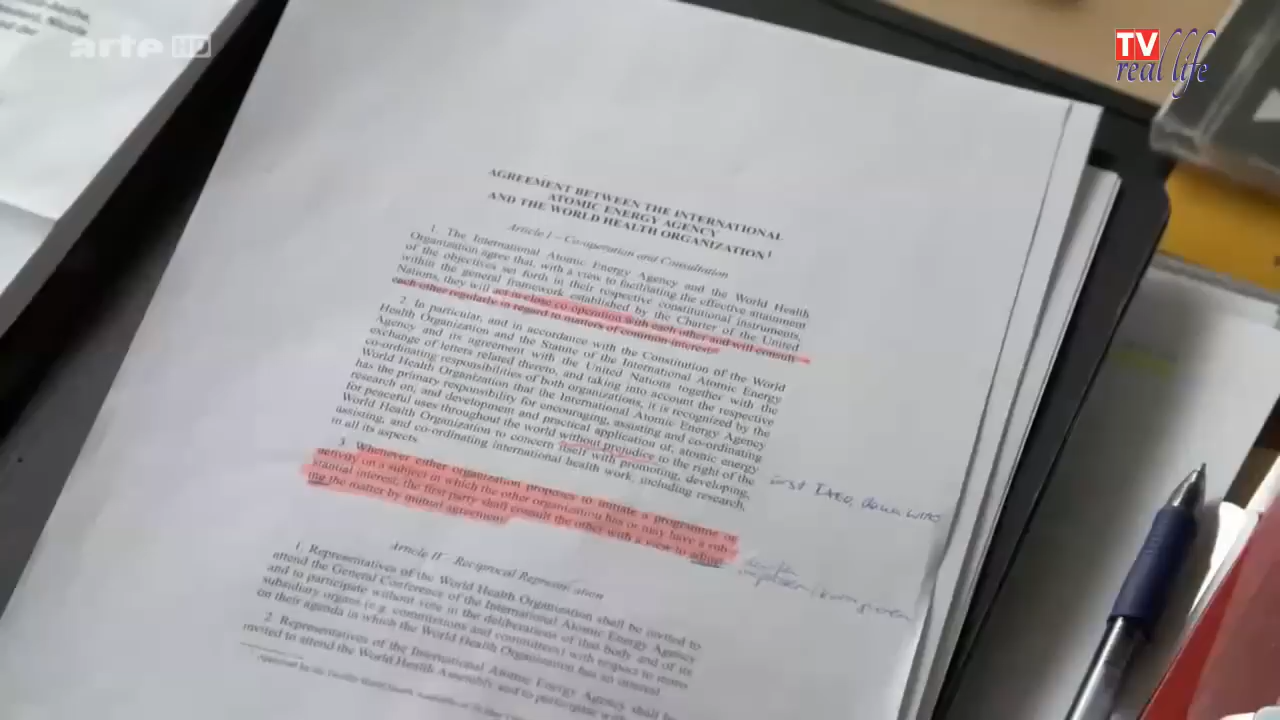 arte HD
TV
real life
AGREEMENT BETWEEN THE INTERNATIONAL
ATOMIC ENERGY AGENCY
AND THE WORLD HEALTH ORGANIZATION¹
Article I – Co-operation and Consultation
1. The International Atomic Energy Agency and the World Health
Organization agree that, with a view to facilitating the effective attainment
of the objectives set forth in their respective constitutional instruments,
within the general framework established by the Charter of the United
Nations, they will act in close co-operation with each other and will consult
each other regularly in regard to matters of common interest.
2. In particular, and in accordance with the Constitution of the World
Health Organization and the Statute of the International Atomic Energy
Agency and its agreement with the United Nations together with the
exchange of letters related thereto, and taking into account the respective
co-ordinating responsibilities of both organizations, it is recognized by the
World Health Organization that the International Atomic Energy Agency
has the primary responsibility for encouraging, assisting and co-ordinating
research on, and development and practical application of, atomic energy
for peaceful uses throughout the world without prejudice to the right of the
World Health Organization to concern itself with promoting, developing,
assisting, and co-ordinating international health work, including research,
in all its aspects.
3. Whenever either organization proposes to initiate a programme or
activity on a subject in which the other organization has or may have a sub-
stantial interest, the first party shall consult the other with a view to adjust-
ing the matter by mutual agreement.
Article II – Reciprocal Representation
1. Representatives of the World Health Organization shall be invited to
attend the General Conference of the International Atomic Energy Agency
and to participate without vote in the deliberations of that body and of its
subsidiary organs (e.g. commissions and committees) with respect to items
on their agenda in which the World Health Organization has an interest.
2. Representatives of the International Atomic Energy Agency shall be
invited to attend the World Health Assembly and to participate